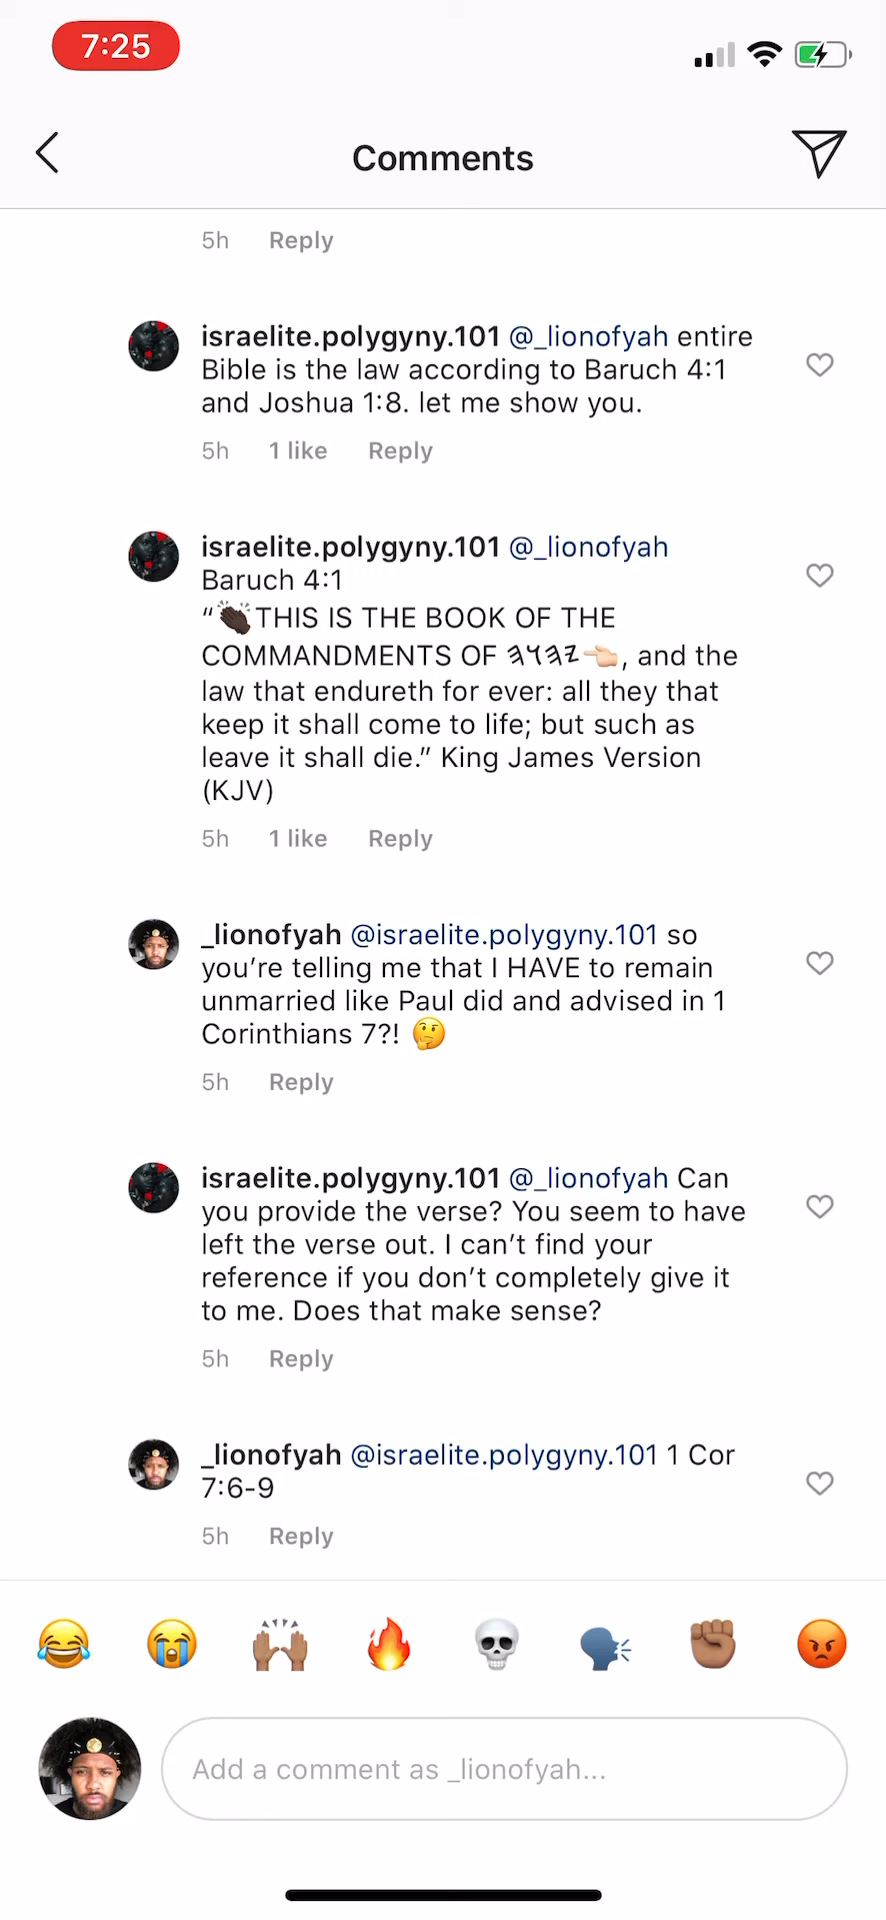 7:25
Comments
5h Reply
israelite.polygyny.101 @_lionofyah entire
Bible is the law according to Baruch 4:1
and Joshua 1:8. let me show you.
5h 1 like Reply
israelite.polygyny.101 @_lionofyah
Baruch 4:1
“👏🏿THIS IS THE BOOK OF THE
COMMANDMENTS OF 𐤄𐤅𐤄𐤉👈🏻, and the
law that endureth for ever: all they that
keep it shall come to life; but such as
leave it shall die.” King James Version
(KJV)
5h 1 like Reply
_lionofyah @israelite.polygyny.101 so
you’re telling me that I HAVE to remain
unmarried like Paul did and advised in 1
Corinthians 7?! 🤔
5h Reply
israelite.polygyny.101 @_lionofyah Can
you provide the verse? You seem to have
left the verse out. I can’t find your
reference if you don’t completely give it
to me. Does that make sense?
5h Reply
_lionofyah @israelite.polygyny.101 1 Cor
7:6-9
5h Reply
😂 😭 🙌🏽 🔥 💀 🗣 ✊🏽 😡
Add a comment as _lionofyah...